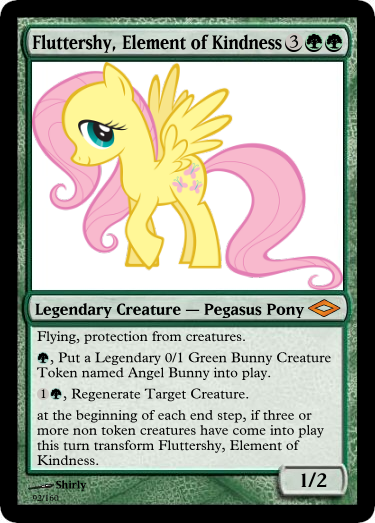 Fluttershy, Element of Kindness 3
Legendary Creature — Pegasus Pony
Flying, protection from creatures.
, Put a Legendary 0/1 Green Bunny Creature
Token named Angel Bunny into play.
1 , Regenerate Target Creature.
at the beginning of each end step, if three or
more non token creatures have come into play
this turn transform Fluttershy, Element of
Kindness.
1/2
Shirly
92/160